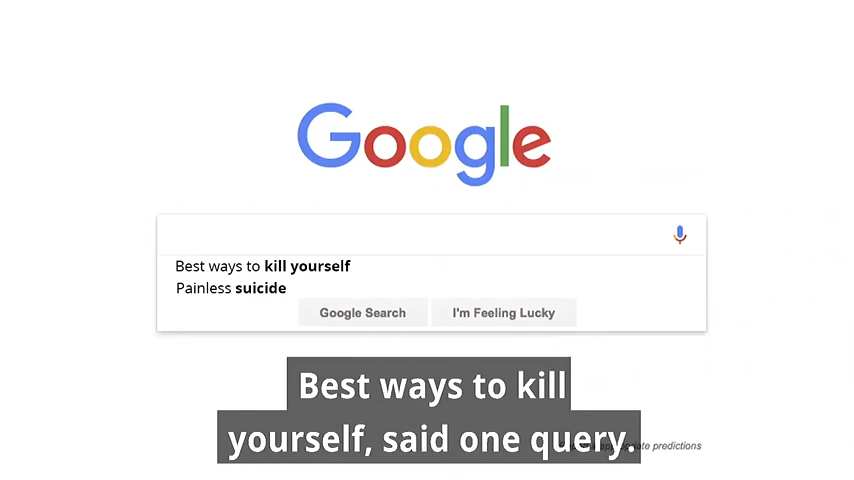 Google
Best ways to kill yourself
Painless suicide
Google Search
I'm Feeling Lucky
Best ways to kill
yourself, said one query.
predictions